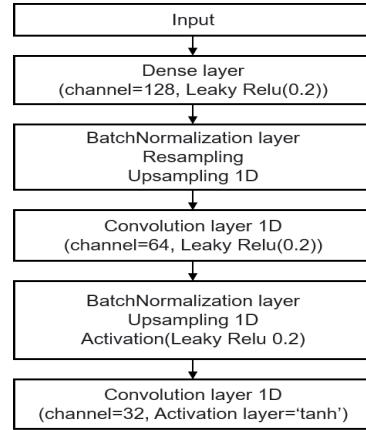 Input
Dense layer
(channel=128, Leaky Relu(0.2))
BatchNormalization layer
Resampling
Upsampling 1D
Convolution layer 1D
(channel=64, Leaky Relu(0.2))
BatchNormalization layer
Upsampling 1D
Activation(Leaky Relu 0.2)
Convolution layer 1D
(channel=32, Activation layer=‘tanh’)